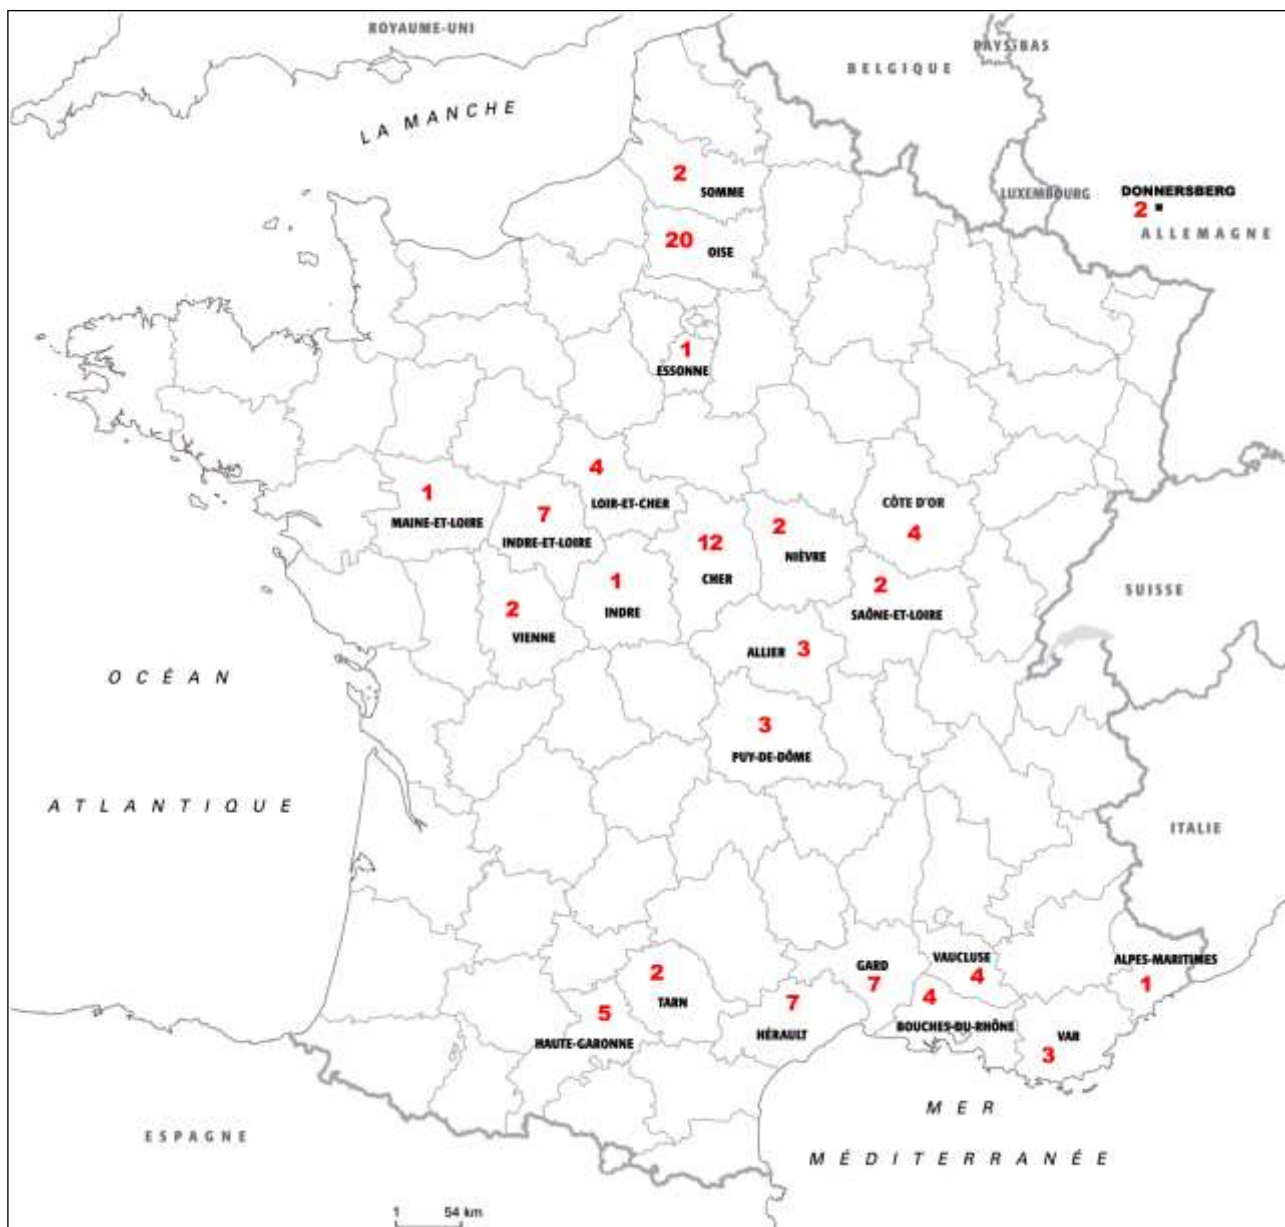 ROYAUME-UNI
PAYS-BAS
BELGIQUE
LA MANCHE
2
SOMME
LUXEMBOURG
DONNERSBERG
2
ALLEMAGNE
20
OISE
1
ESSONNE
4
LOIR-ET-CHER
1
MAINE-ET-LOIRE
7
INDRE-ET-LOIRE
CÔTE D'OR
4
12
CHER
2
NIÈVRE
1
INDRE
2
SAÔNE-ET-LOIRE
SUISSE
2
VIENNE
ALLIER 3
OCÉAN
3
PUY-DE-DÔME
ATLANTIQUE
ITALIE
VAUCLUSE
4
ALPES-MARITIMES
1
GARD
7
2
TARN
7
HÉRAULT
4
BOUCHES-DU-RHÔNE
5
HAUTE-GARONNE
VAR
3
MER
MÉDITERRANÉE
ESPAGNE
1 54 km